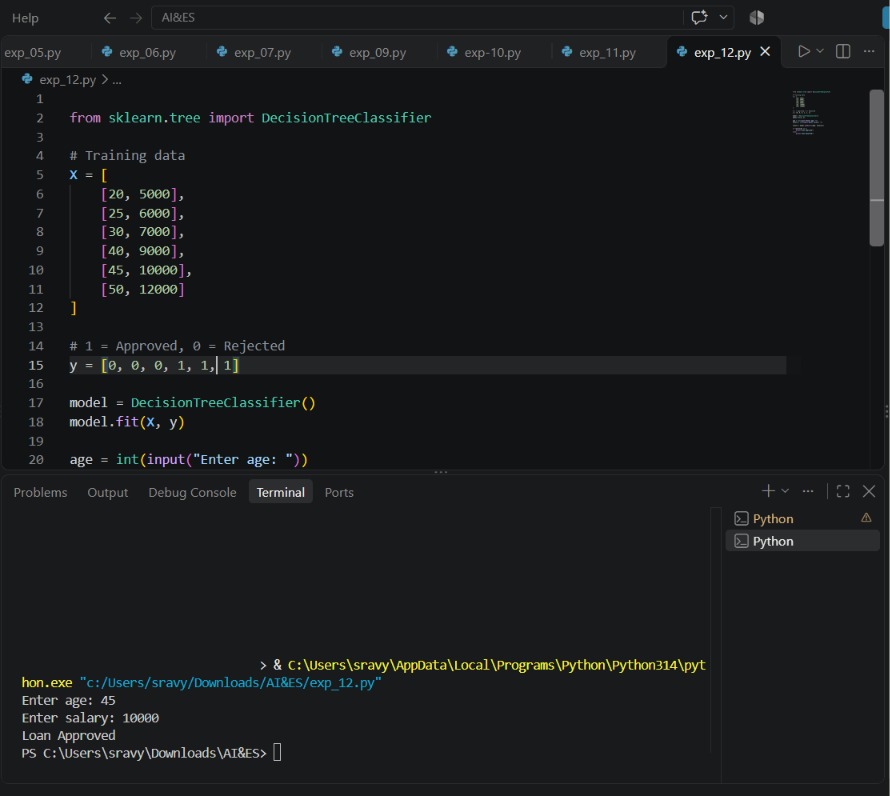 Help
AI&ES
exp_05.py
exp_06.py
exp_07.py
exp_09.py
exp-10.py
exp_11.py
exp_12.py
exp_12.py > ...
1
2 from sklearn.tree import DecisionTreeClassifier
3
4 # Training data
5 X = [
6 [20, 5000],
7 [25, 6000],
8 [30, 7000],
9 [40, 9000],
10 [45, 10000],
11 [50, 12000]
12 ]
13
14 # 1 = Approved, 0 = Rejected
15 y = [0, 0, 0, 1, 1, 1]
16
17 model = DecisionTreeClassifier()
18 model.fit(X, y)
19
20 age = int(input("Enter age: "))
Problems
Output
Debug Console
Terminal
Ports
Python
Python
> & C:\Users\sravy\AppData\Local\Programs\Python\Python314\pyt
hon.exe "c:/Users/sravy/Downloads/AI&ES/exp_12.py"
Enter age: 45
Enter salary: 10000
Loan Approved
PS C:\Users\sravy\Downloads\AI&ES>